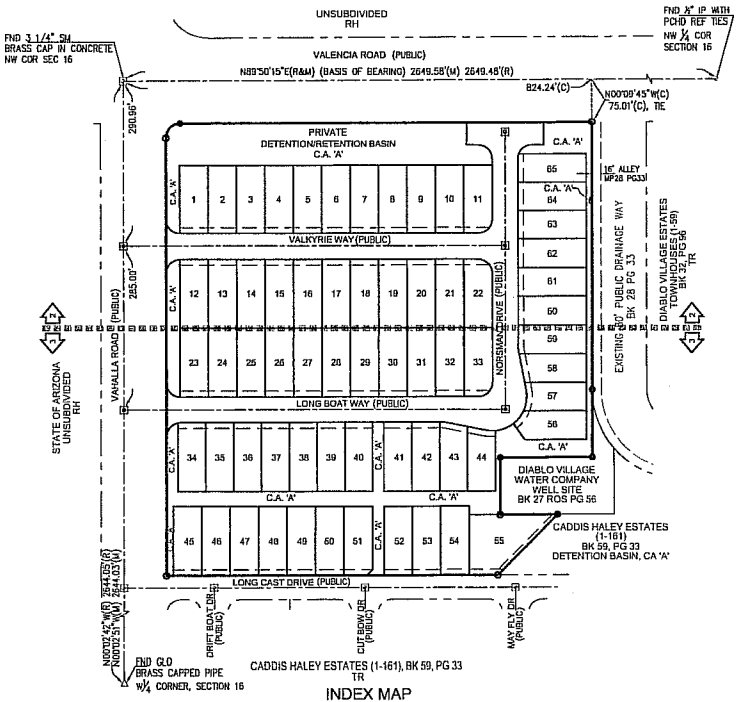 UNSUBDIVIDED
RH
FND 3 1/4" SM
BRASS CAP IN CONCRETE
NW COR SEC 16
FND ½" IP WITH
PCHD REF TIES
NW ¼ COR
SECTION 16
VALENCIA ROAD (PUBLIC)
N89°50'15"E(R&M) (BASIS OF BEARING) 2649.58'(M) 2649.48'(R)
824.24'(C)
N00°09'45"W(C)
75.01'(C), TIE
290.96'
PRIVATE
DETENTION/RETENTION BASIN
C.A. 'A'
C.A. 'A'
C.A. 'A'
1 2 3 4 5 6 7 8 9 10 11
65
16' ALLEY
MP28 PG33
C.A. 'A'
64
63
62
61
60
59
58
57
56
C.A. 'A'
VALKYRIE WAY (PUBLIC)
285.00'
C.A. 'A'
12 13 14 15 16 17 18 19 20 21 22
23 24 25 26 27 28 29 30 31 32 33
NORSMAN DRIVE (PUBLIC)
EXISTING 80' PUBLIC DRAINAGE WAY
BK 28 PG 33
DIABLO VILLAGE ESTATES
TOWNHOUSES (1-59)
BK 32, PG 96
TR
2
3
2
3
VAHALLA ROAD (PUBLIC)
STATE OF ARIZONA
UNSUBDIVIDED
RH
LONG BOAT WAY (PUBLIC)
C.A. 'A'
34 35 36 37 38 39 40
C.A. 'A'
41 42 43 44
C.A. 'A'
C.A. 'A'
DIABLO VILLAGE
WATER COMPANY
WELL SITE
BK 27 ROS PG 56
C.A. 'A'
45 46 47 48 49 50 51
52 53 54 55
CADDIS HALEY ESTATES
(1-161)
BK 59, PG 33
DETENTION BASIN, CA 'A'
LONG CAST DRIVE (PUBLIC)
N00°02'42"W(R) 2644.05'(R)
N00°02'51"W(M) 2644.03'(M)
DRIFT BOAT DR
(PUBLIC)
CUT BOW DR
(PUBLIC)
MAY FLY DR
(PUBLIC)
FND GLO
BRASS CAPPED PIPE
W¼ CORNER, SECTION 16
CADDIS HALEY ESTATES (1-161), BK 59, PG 33
TR
INDEX MAP